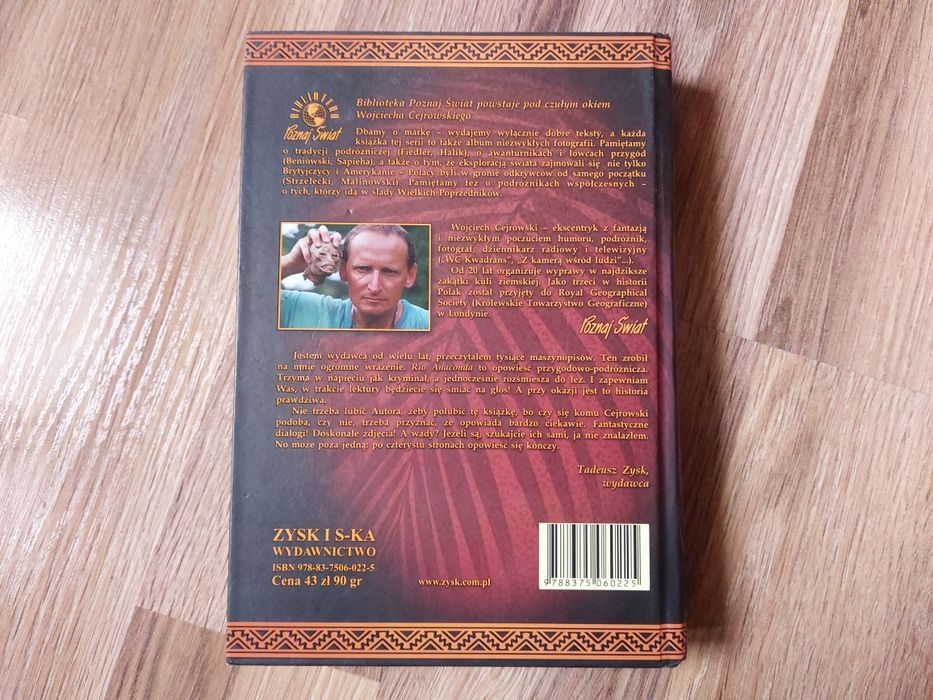 BIBLIOTEKA
Poznaj Świat
Biblioteka Poznaj Świat powstaje pod czułym okiem
Wojciecha Cejrowskiego
Dbamy o markę – wydajemy wyłącznie dobre teksty, a każda
książka tej serii to także album niezwykłych fotografii. Pamiętamy
o tradycji podróżniczej (Fiedler, Halik), o awanturnikach i łowcach przygód
(Beniowski, Sapieha), a także o tym, że eksploracją świata zajmowali się nie tylko
Brytyjczycy i Amerykanie – Polacy byli w gronie odkrywców od samego początku
(Strzelecki, Malinowski). Pamiętamy też o podróżnikach współczesnych –
o tych, którzy idą w ślady Wielkich Poprzedników.
Wojciech Cejrowski – ekscentryk z fantazją
i niezwykłym poczuciem humoru, podróżnik,
fotograf, dziennikarz radiowy i telewizyjny
(„WC Kwadrans”, „Z kamerą wśród ludzi”...).
Od 20 lat organizuje wyprawy w najdziksze
zakątki kuli ziemskiej. Jako trzeci w historii
Polak został przyjęty do Royal Geographical
Society (Królewskie Towarzystwo Geograficzne)
w Londynie.
Poznaj Świat
Jestem wydawcą od wielu lat, przeczytałem tysiące maszynopisów. Ten zrobił
na mnie ogromne wrażenie. Rio Anaconda to opowieść przygodowo-podróżnicza.
Trzyma w napięciu jak kryminał, a jednocześnie rozśmiesza do łez. I zapewniam
Was, w trakcie lektury będziecie się śmiać na głos! A przy okazji jest to historia
prawdziwa.
Nie trzeba lubić Autora, żeby polubić tę książkę, bo czy się komu Cejrowski
podoba, czy nie, trzeba przyznać, że opowiada bardzo ciekawie. Fantastyczne
dialogi! Doskonałe zdjęcia! A wady? Jeżeli są, szukajcie ich sami, ja nie znalazłem.
No może poza jedną: po czterystu stronach opowieść się kończy.
Tadeusz Zysk,
wydawca
ZYSK I S-KA
WYDAWNICTWO
ISBN 978-83-7506-022-5
Cena 43 zł 90 gr
www.zysk.com.pl
9788375060225